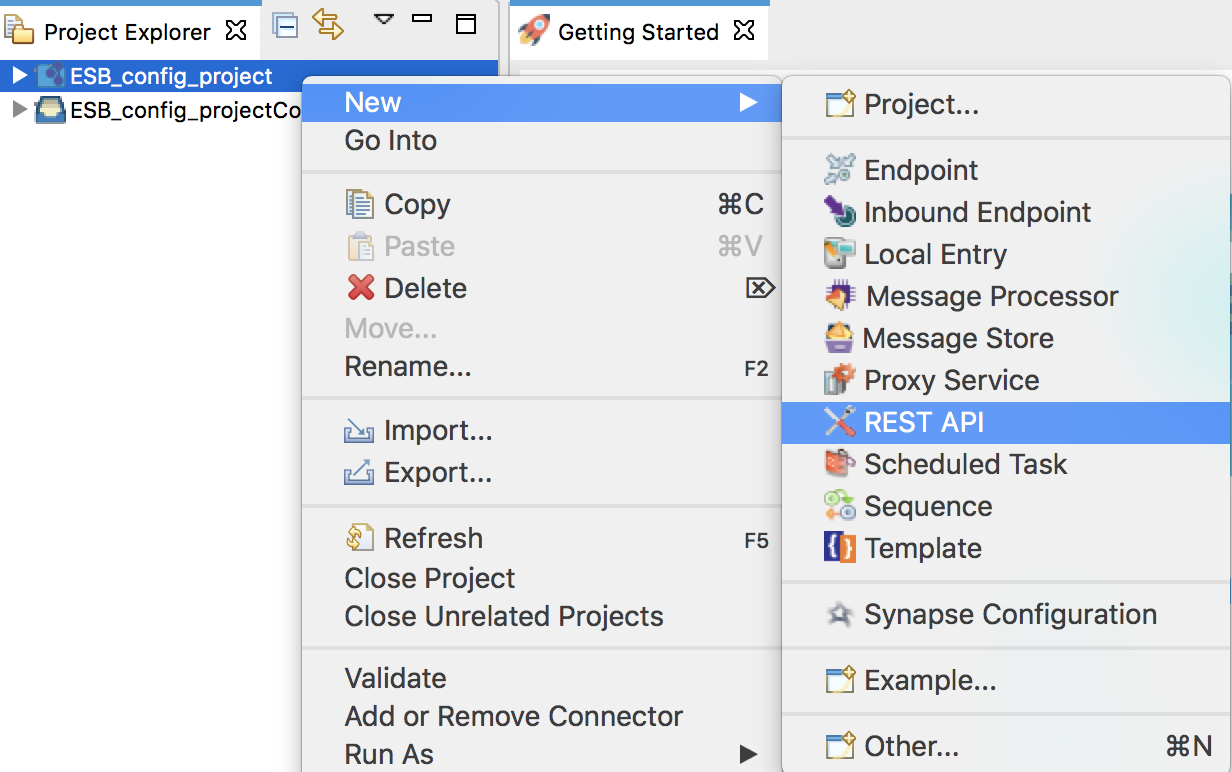 Project Explorer
Getting Started
ESB_config_project
ESB_config_projectCo
New
Go Into
Copy ⌘C
Paste ⌘V
Delete
Move...
Rename... F2
Import...
Export...
Refresh F5
Close Project
Close Unrelated Projects
Validate
Add or Remove Connector
Run As
Project...
Endpoint
Inbound Endpoint
Local Entry
Message Processor
Message Store
Proxy Service
REST API
Scheduled Task
Sequence
Template
Synapse Configuration
Example...
Other... ⌘N